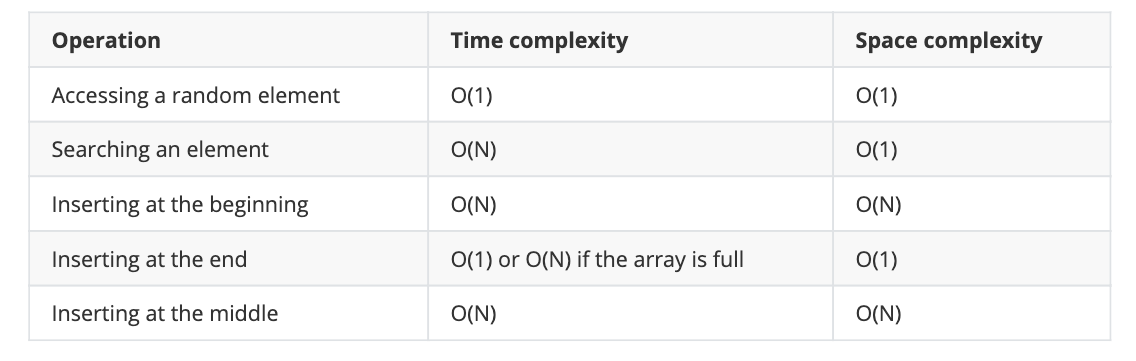 Operation Time complexity Space complexity
Accessing a random element O(1) O(1)
Searching an element O(N) O(1)
Inserting at the beginning O(N) O(N)
Inserting at the end O(1) or O(N) if the array is full O(1)
Inserting at the middle O(N) O(N)